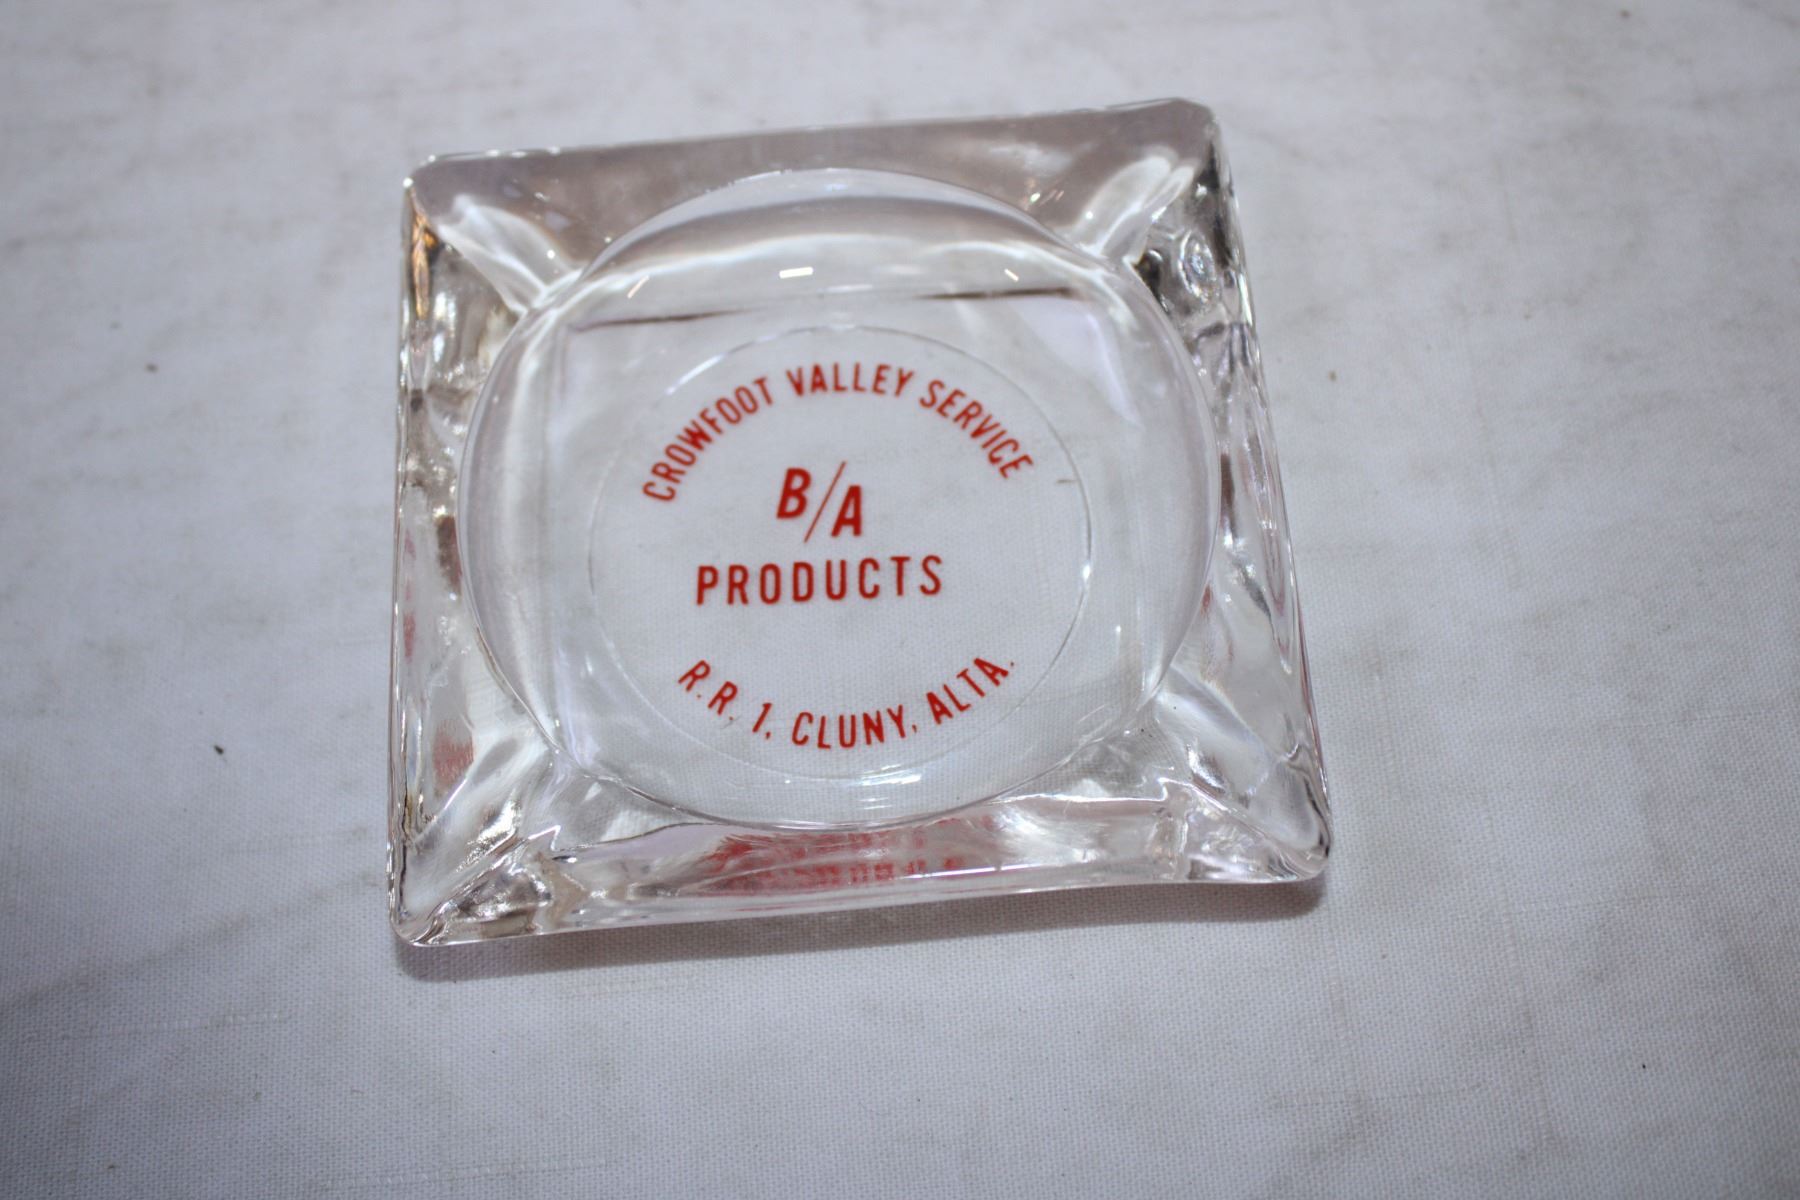 CROWFOOT VALLEY SERVICE
B/A
PRODUCTS
R.R. 1, CLUNY, ALTA.